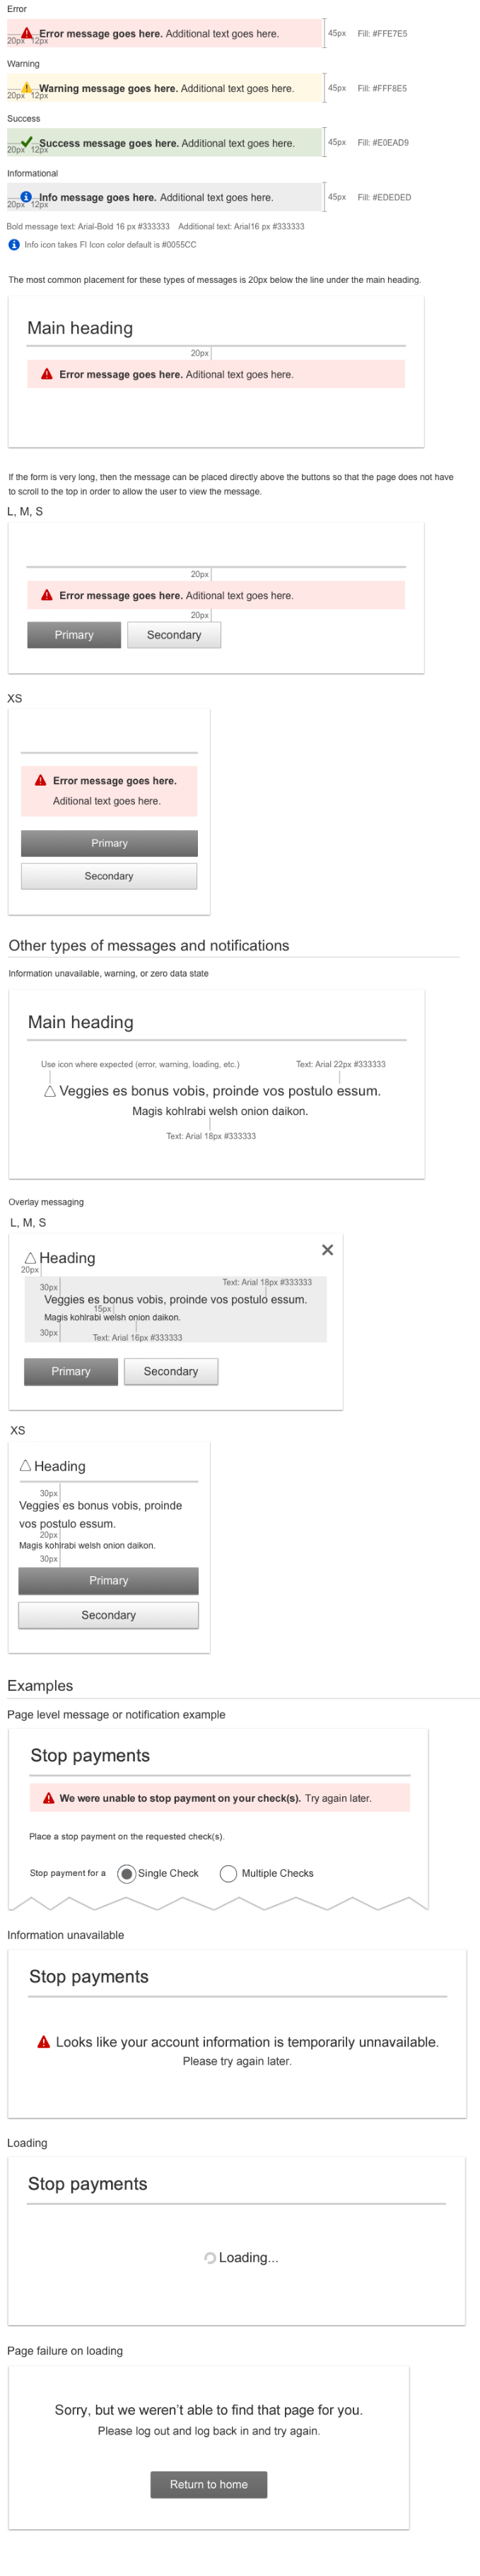 Error
Error message goes here. Additional text goes here.
20px 12px
45px Fill: #FFE7E5
Warning
Warning message goes here. Additional text goes here.
20px 12px
45px Fill: #FFF8E5
Success
Success message goes here. Additional text goes here.
20px 12px
45px Fill: #E0EAD9
Informational
Info message goes here. Additional text goes here.
20px 12px
45px Fill: #EDEDED
Bold message text: Arial-Bold 16 px #333333 Additional text: Arial16 px #333333
Info icon takes FI Icon color default is #0055CC
The most common placement for these types of messages is 20px below the line under the main heading.
Main heading
20px
Error message goes here. Aditional text goes here.
If the form is very long, then the message can be placed directly above the buttons so that the page does not have
to scroll to the top in order to allow the user to view the message.
L, M, S
20px
Error message goes here. Aditional text goes here.
20px
Primary Secondary
XS
Error message goes here.
Aditional text goes here.
Primary
Secondary
Other types of messages and notifications
Information unavailable, warning, or zero data state
Main heading
Use icon where expected (error, warning, loading, etc.) Text: Arial 22px #333333
Veggies es bonus vobis, proinde vos postulo essum.
Magis kohlrabi welsh onion daikon.
Text: Arial 18px #333333
Overlay messaging
L, M, S
Heading
20px
30px Text: Arial 18px #333333
Veggies es bonus vobis, proinde vos postulo essum.
15px
Magis kohlrabi welsh onion daikon.
30px Text: Arial 16px #333333
Primary Secondary
XS
Heading
30px
Veggies es bonus vobis, proinde
vos postulo essum.
20px
Magis kohlrabi welsh onion daikon.
30px
Primary
Secondary
Examples
Page level message or notification example
Stop payments
We were unable to stop payment on your check(s). Try again later.
Place a stop payment on the requested check(s).
Stop payment for a Single Check Multiple Checks
Information unavailable
Stop payments
Looks like your account information is temporarily unavailable.
Please try again later.
Loading
Stop payments
Loading...
Page failure on loading
Sorry, but we weren't able to find that page for you.
Please log out and log back in and try again.
Return to home